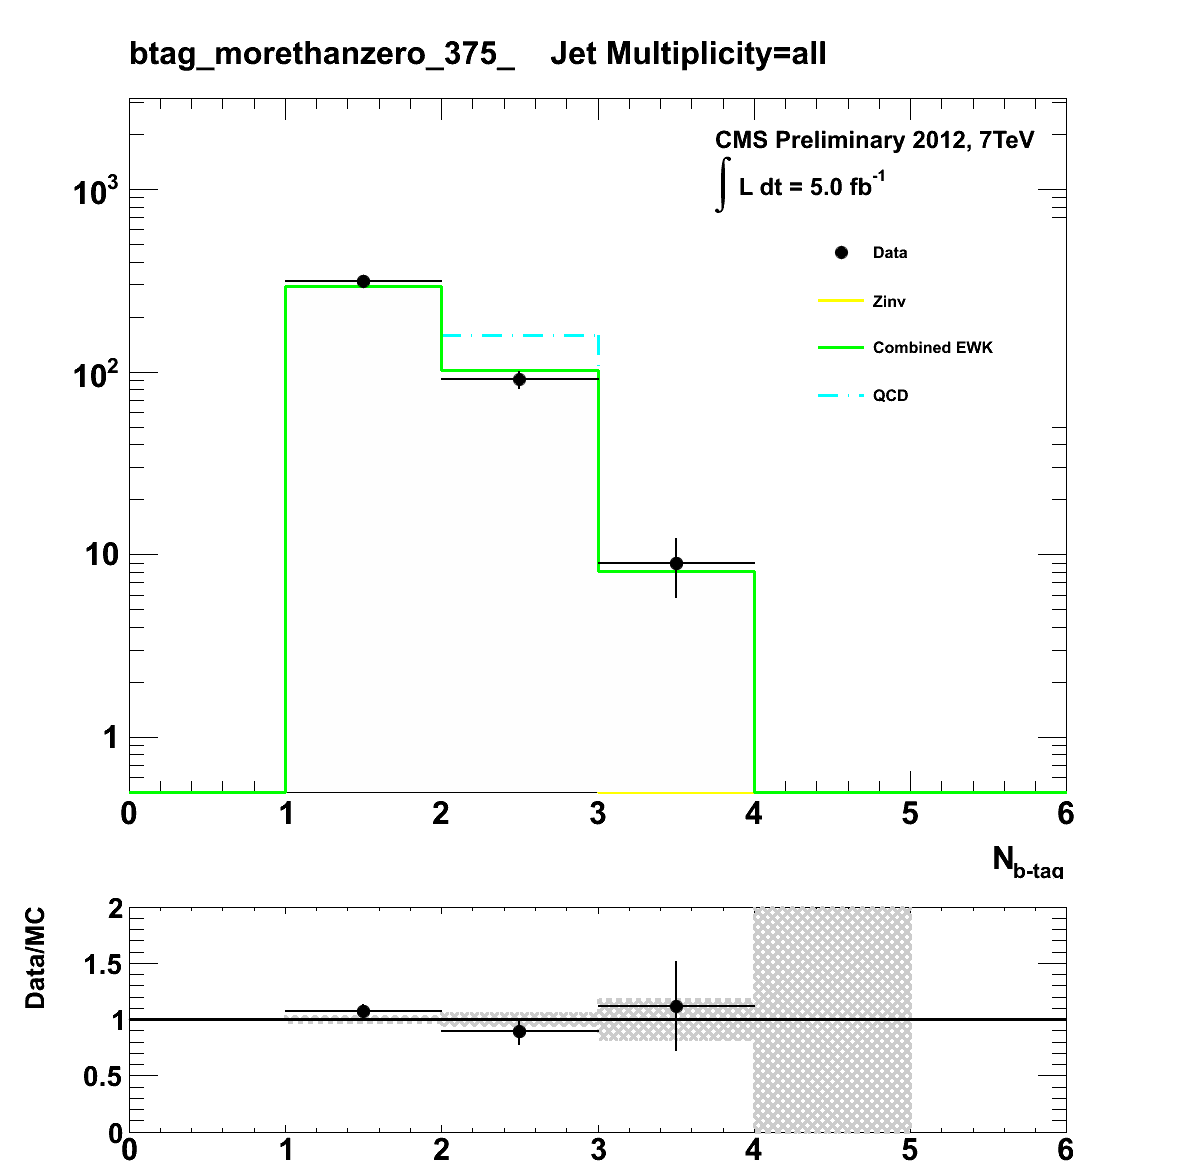 btag_morethanzero_375_ Jet Multiplicity=all
CMS Preliminary 2012, 7TeV
∫ L dt = 5.0 fb⁻¹
Data
Zinv
Combined EWK
QCD
10³
10²
10
1
0 1 2 3 4 5 6
N_b-tag
Data/MC
2
1.5
1
0.5
0
0 1 2 3 4 5 6